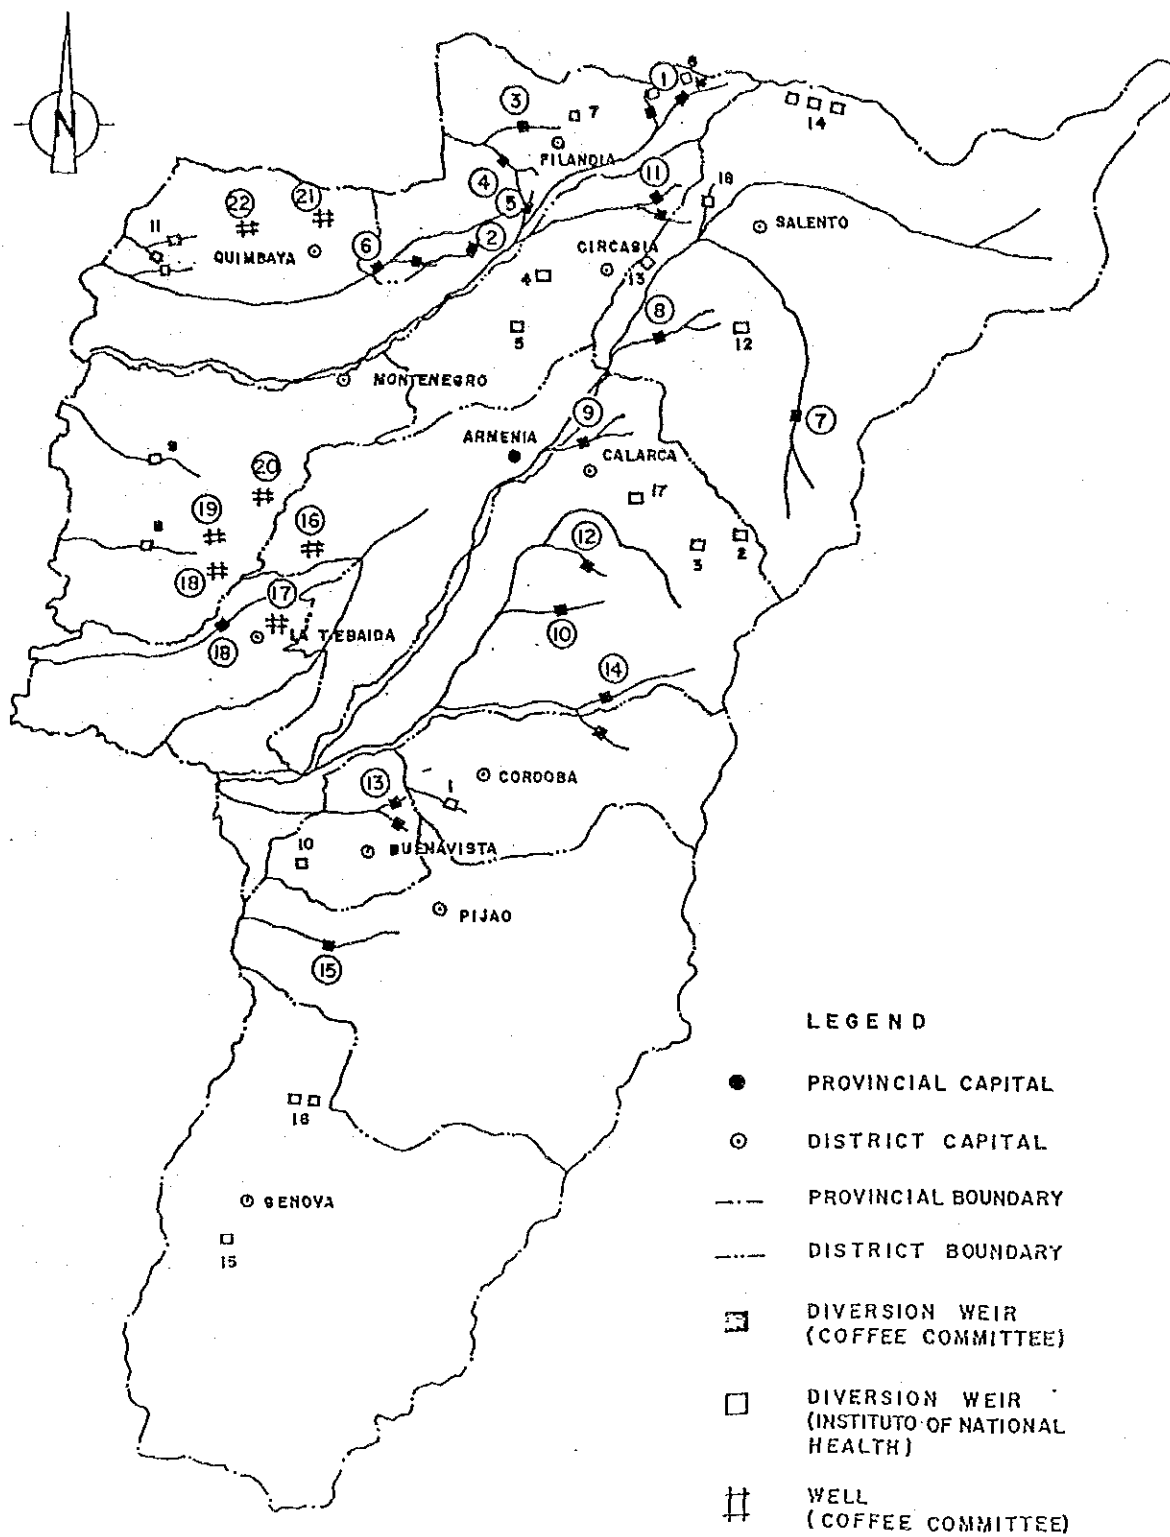 N
6
1
3
7
14
FILANDIA
4
11
5
18
22
21
SALENTO
11
2
CIRCASIA
QUIMBAYA
6
13
4
8
5
12
MONTENEGRO
9
7
ARMENIA
CALARCA
9
20
17
19
16
8
12
3
2
18
17
10
LA TEBAIDA
18
14
13
1
CORDOBA
10
BUENAVISTA
PIJAO
15
16
GENOVA
15
LEGEND
PROVINCIAL CAPITAL
DISTRICT CAPITAL
PROVINCIAL BOUNDARY
DISTRICT BOUNDARY
DIVERSION WEIR
(COFFEE COMMITTEE)
DIVERSION WEIR
(INSTITUTO OF NATIONAL
HEALTH)
WELL
(COFFEE COMMITTEE)